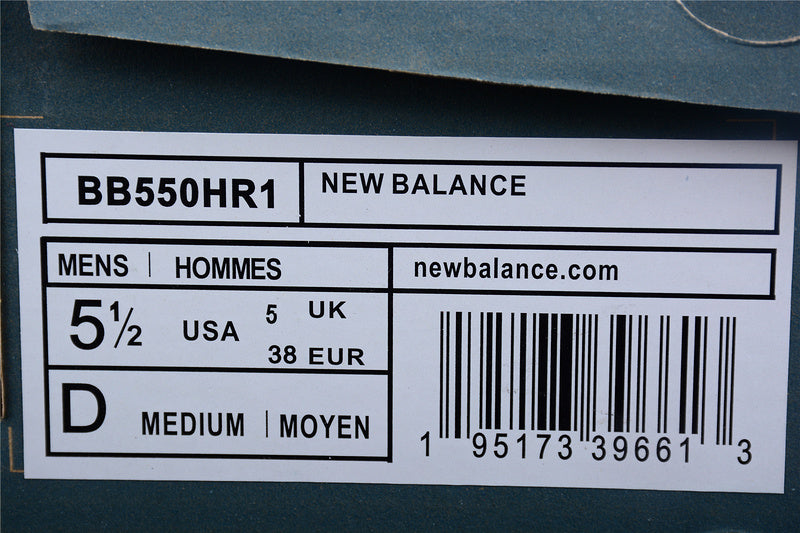 BB550HR1
NEW BALANCE
MENS | HOMMES
newbalance.com
5½ USA 5 UK
38 EUR
D MEDIUM | MOYEN
1 95173 39661 3